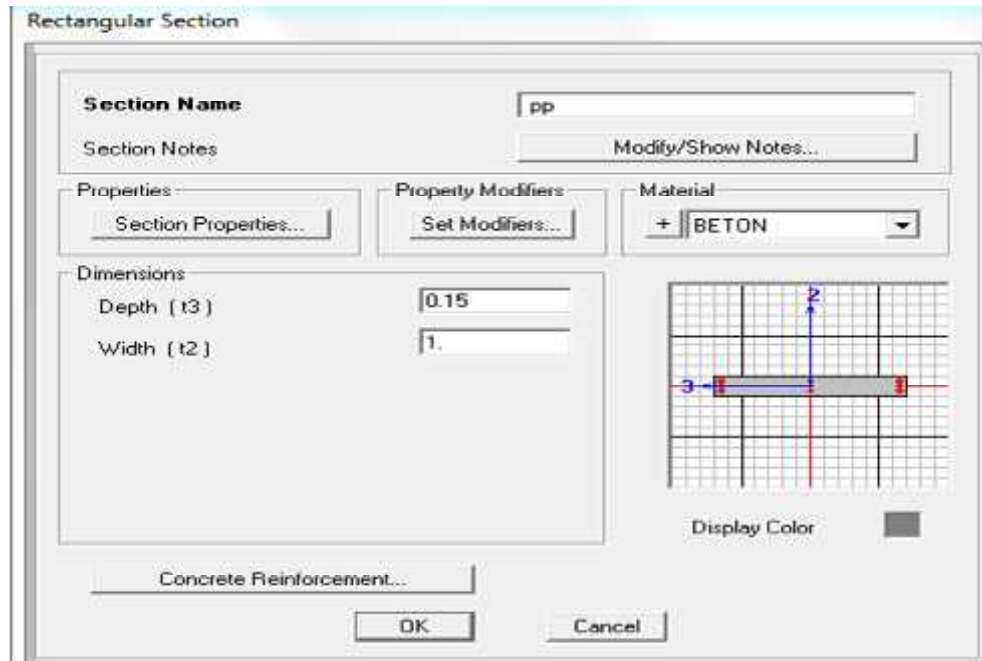 Rectangular Section
Section Name pp
Section Notes Modify/Show Notes...
Properties Property Modifiers Material
Section Properties... Set Modifiers... + BETON
Dimensions
Depth ( t3 ) 0.15
Width ( t2 ) 1.
2
3
Display Color
Concrete Reinforcement...
OK Cancel